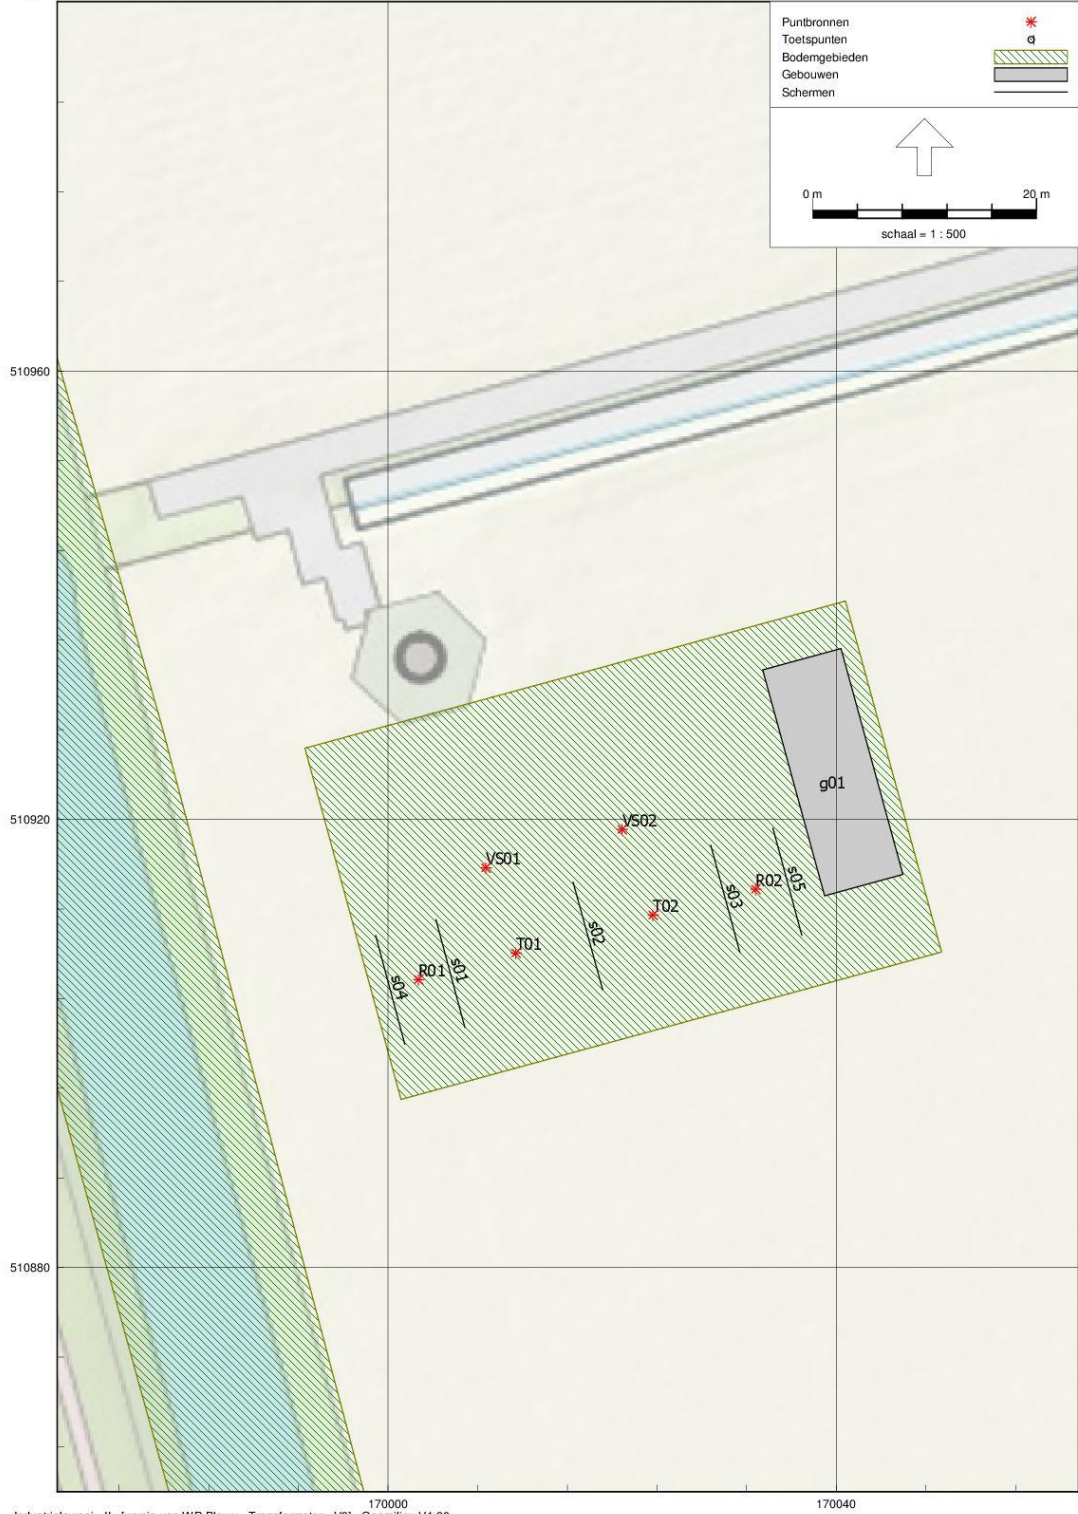 Puntbronnen
Toetspunten
Bodemgebieden
Gebouwen
Schermen
0 m 20 m
schaal = 1 : 500
510960
g01
510920
VS02
VS01
R02
s05
s03
T02
s02
T01
R01
s01
s04
510880
170000 170040